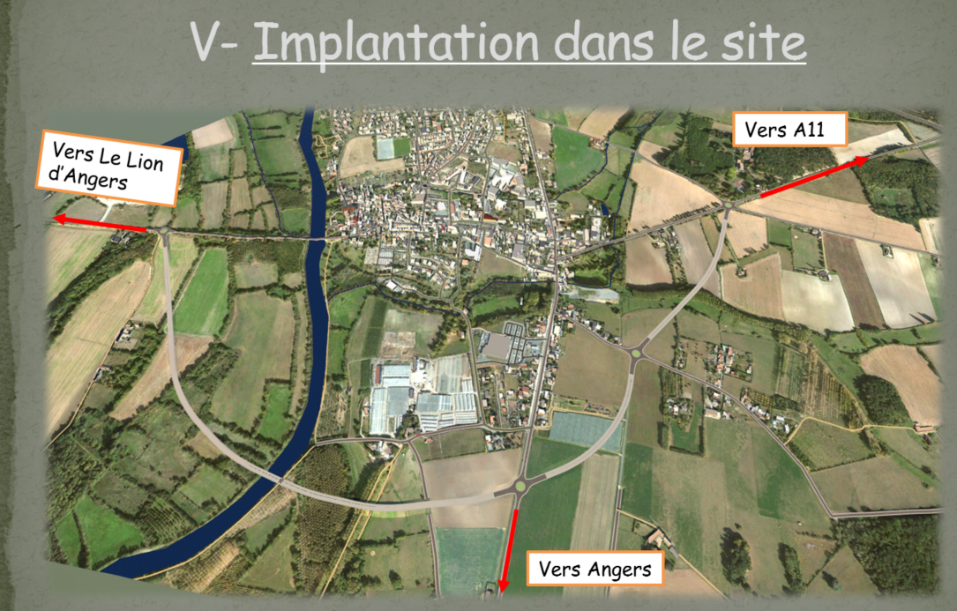 V- Implantation dans le site
Vers A11
Vers Le Lion
d'Angers
Vers Angers